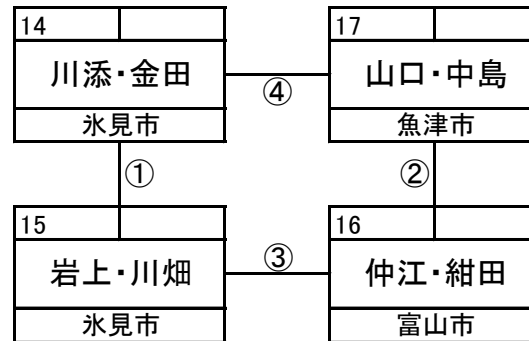 14
川添・金田
氷見市
④
17
山口・中島
魚津市
①
②
15
岩上・川畑
氷見市
③
16
仲江・紺田
富山市